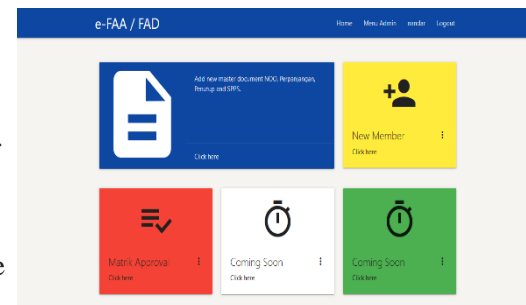 e-FAA / FAD
Home Menu Admin nandar Logout
Add new master document NOO, Perpanjangan,
Penutup and SPPS.
Click here
New Member
Click here
Matrik Approval
Click here
Coming Soon
Click here
Coming Soon
Click here
e